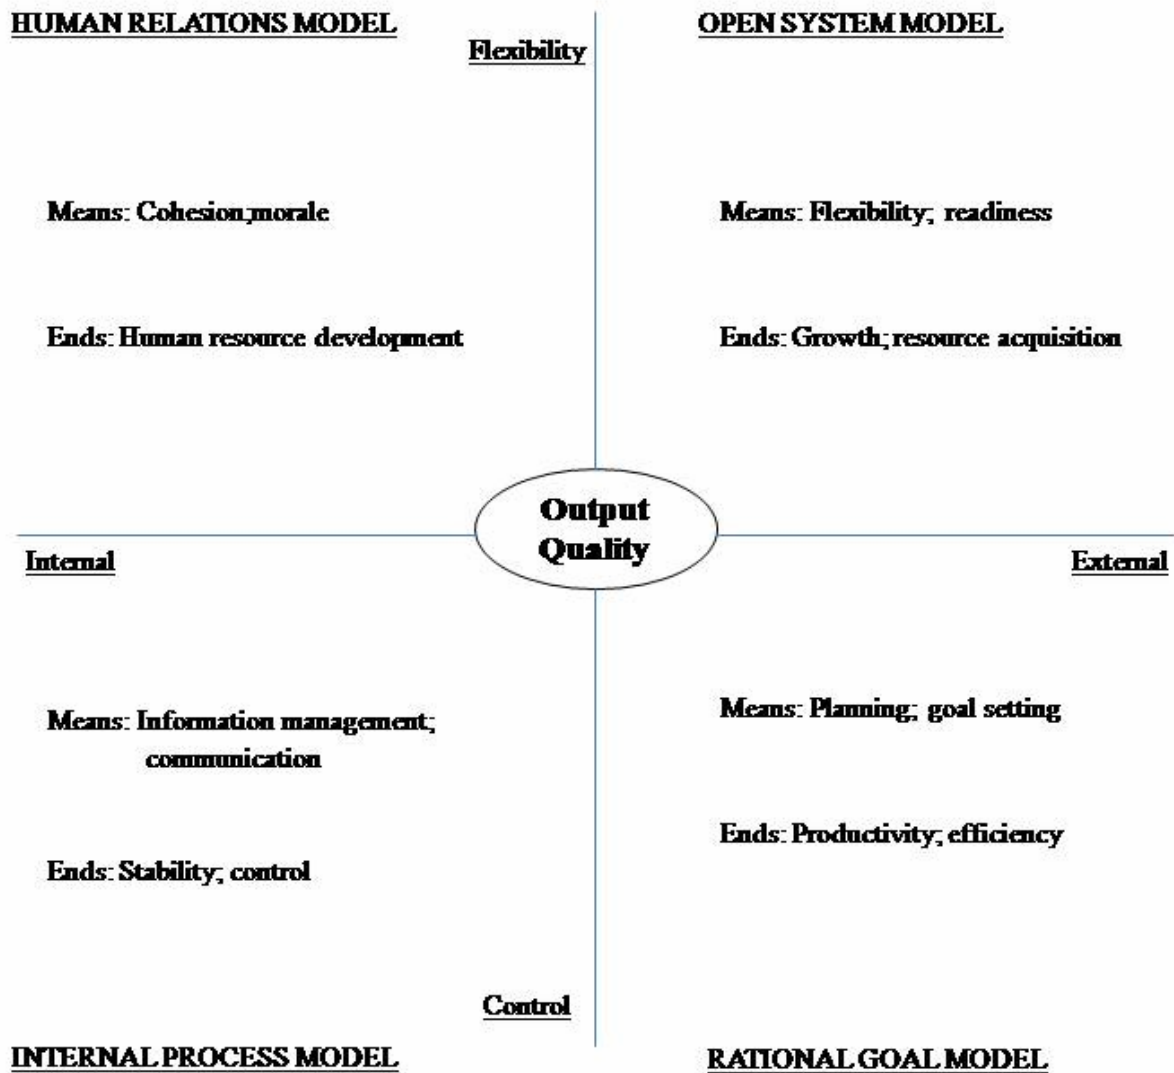 HUMAN RELATIONS MODEL
OPEN SYSTEM MODEL
Flexibility
Means: Cohesion;morale
Means: Flexibility; readiness
Ends: Human resource development
Ends: Growth; resource acquisition
Output
Quality
Internal
External
Means: Information management;
communication
Means: Planning; goal setting
Ends: Productivity; efficiency
Ends: Stability; control
Control
INTERNAL PROCESS MODEL
RATIONAL GOAL MODEL